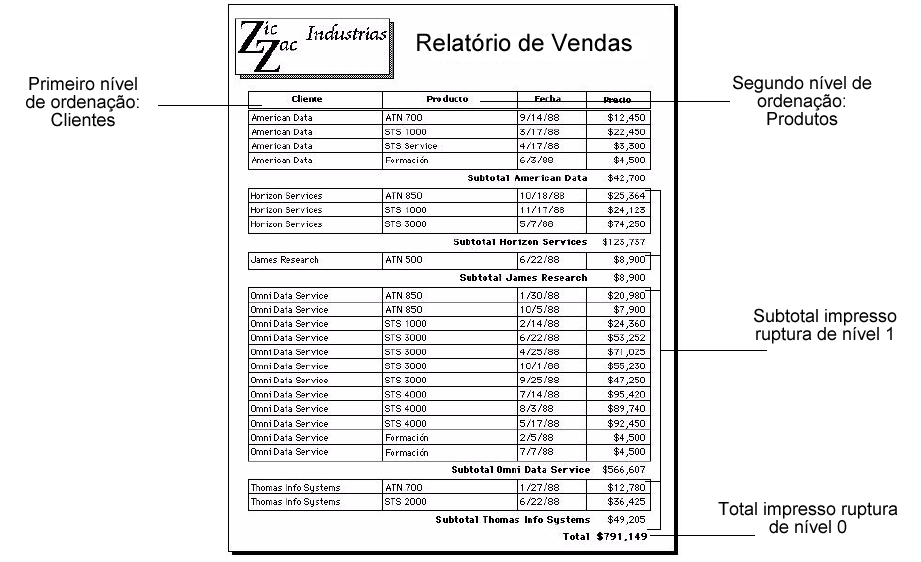 Zic Zac Industrias
Relatório de Vendas
Primeiro nível
de ordenação:
Clientes
Segundo nível de
ordenação:
Produtos
Cliente Producto Fecha Precio
American Data ATN 700 9/14/88 $12,450
American Data STS 1000 3/17/88 $22,450
American Data STS Service 4/17/88 $3,300
American Data Formación 6/3/88 $4,500
Subtotal American Data $42,700
Horizon Services ATN 850 10/18/88 $25,364
Horizon Services STS 1000 11/17/88 $24,123
Horizon Services STS 3000 5/7/88 $74,250
Subtotal Horizon Services $123,737
James Research ATN 500 6/22/88 $8,900
Subtotal James Research $8,900
Omni Data Service ATN 850 1/30/88 $20,980
Omni Data Service ATN 850 10/5/88 $7,900
Omni Data Service STS 1000 2/14/88 $24,360
Omni Data Service STS 3000 6/22/88 $53,252
Omni Data Service STS 3000 4/25/88 $71,025
Omni Data Service STS 3000 10/1/88 $55,230
Omni Data Service STS 3000 9/25/88 $47,250
Omni Data Service STS 4000 7/14/88 $95,420
Omni Data Service STS 4000 8/3/88 $89,740
Omni Data Service STS 4000 5/17/88 $92,450
Omni Data Service Formación 2/5/88 $4,500
Omni Data Service Formación 7/7/88 $4,500
Subtotal Omni Data Service $566,607
Thomas Info Systems ATN 700 1/27/88 $12,780
Thomas Info Systems STS 2000 6/22/88 $36,425
Subtotal Thomas Info Systems $49,205
Total $791,149
Subtotal impresso
ruptura de nível 1
Total impresso ruptura
de nível 0